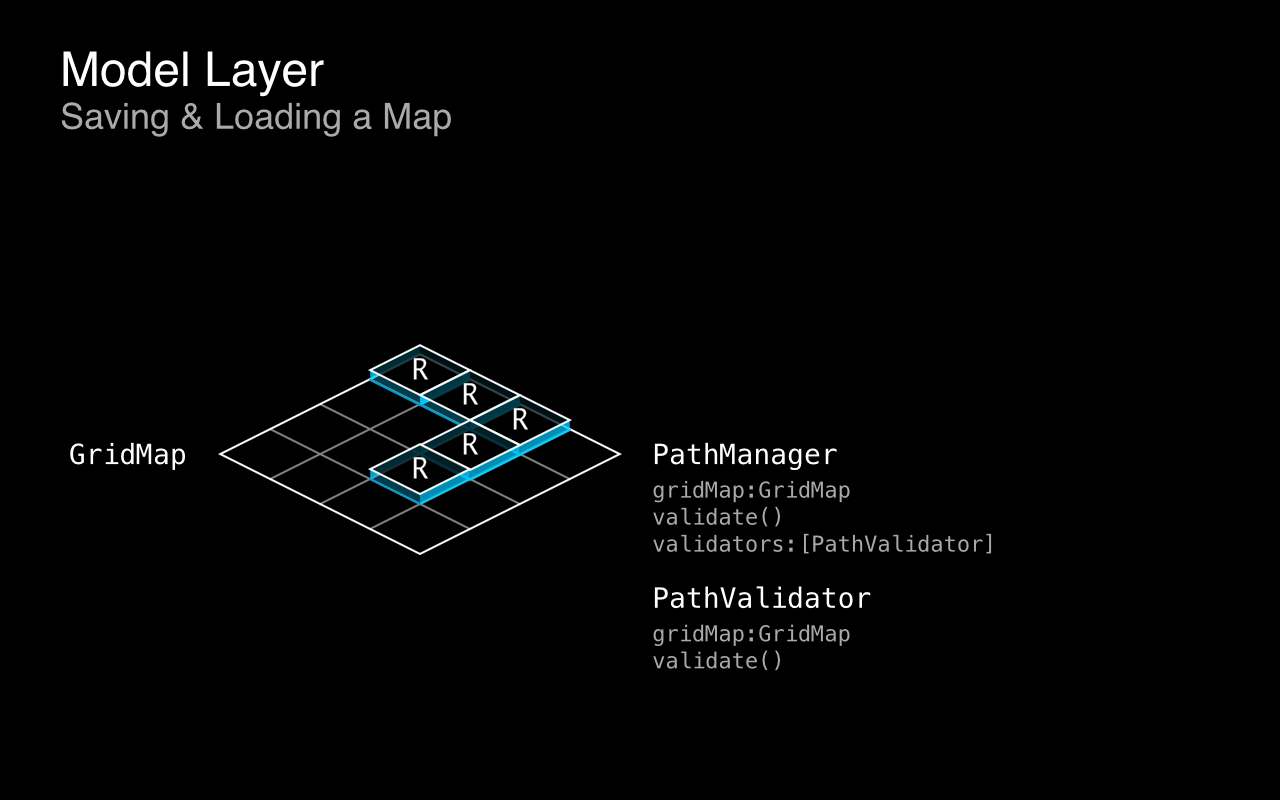 Model Layer
Saving & Loading a Map
R
R
R
R
R
GridMap
PathManager
gridMap:GridMap
validate()
validators:[PathValidator]
PathValidator
gridMap:GridMap
validate()